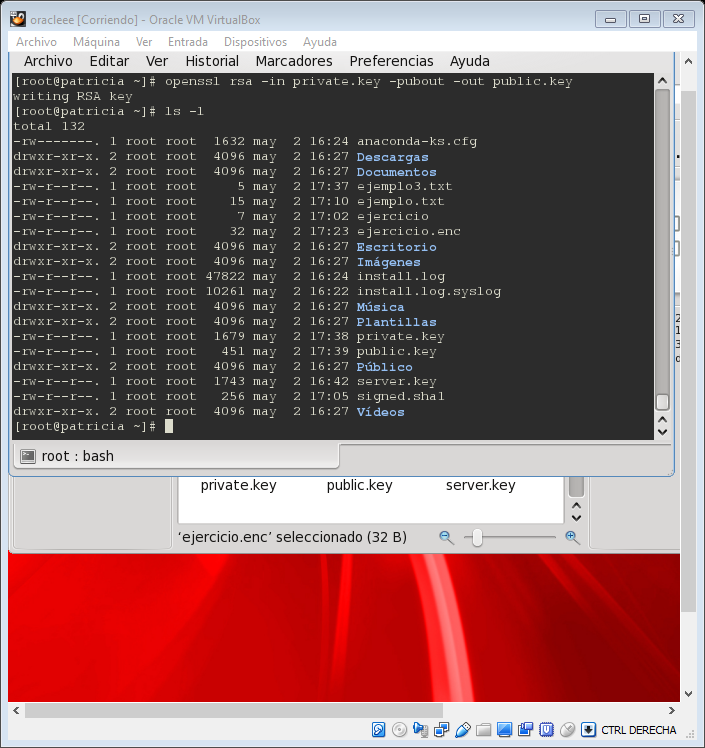 oracleee [Corriendo] - Oracle VM VirtualBox
Archivo Máquina Ver Entrada Dispositivos Ayuda
Archivo Editar Ver Historial Marcadores Preferencias Ayuda
[root@patricia ~]# openssl rsa -in private.key -pubout -out public.key
writing RSA key
[root@patricia ~]# ls -l
total 132
-rw-------. 1 root root 1632 may 2 16:24 anaconda-ks.cfg
drwxr-xr-x. 2 root root 4096 may 2 16:27 Descargas
drwxr-xr-x. 2 root root 4096 may 2 16:27 Documentos
-rw-r--r--. 1 root root 5 may 2 17:37 ejemplo3.txt
-rw-r--r--. 1 root root 15 may 2 17:10 ejemplo.txt
-rw-r--r--. 1 root root 7 may 2 17:02 ejercicio
-rw-r--r--. 1 root root 32 may 2 17:23 ejercicio.enc
drwxr-xr-x. 2 root root 4096 may 2 16:27 Escritorio
drwxr-xr-x. 2 root root 4096 may 2 16:27 Imágenes
-rw-r--r--. 1 root root 47822 may 2 16:24 install.log
-rw-r--r--. 1 root root 10261 may 2 16:22 install.log.syslog
drwxr-xr-x. 2 root root 4096 may 2 16:27 Música
drwxr-xr-x. 2 root root 4096 may 2 16:27 Plantillas
-rw-r--r--. 1 root root 1679 may 2 17:38 private.key
-rw-r--r--. 1 root root 451 may 2 17:39 public.key
drwxr-xr-x. 2 root root 4096 may 2 16:27 Público
-rw-r--r--. 1 root root 1743 may 2 16:42 server.key
-rw-r--r--. 1 root root 256 may 2 17:05 signed.shal
drwxr-xr-x. 2 root root 4096 may 2 16:27 Vídeos
[root@patricia ~]#
root : bash
private.key public.key server.key
‘ejercicio.enc’ seleccionado (32 B)
CTRL DERECHA